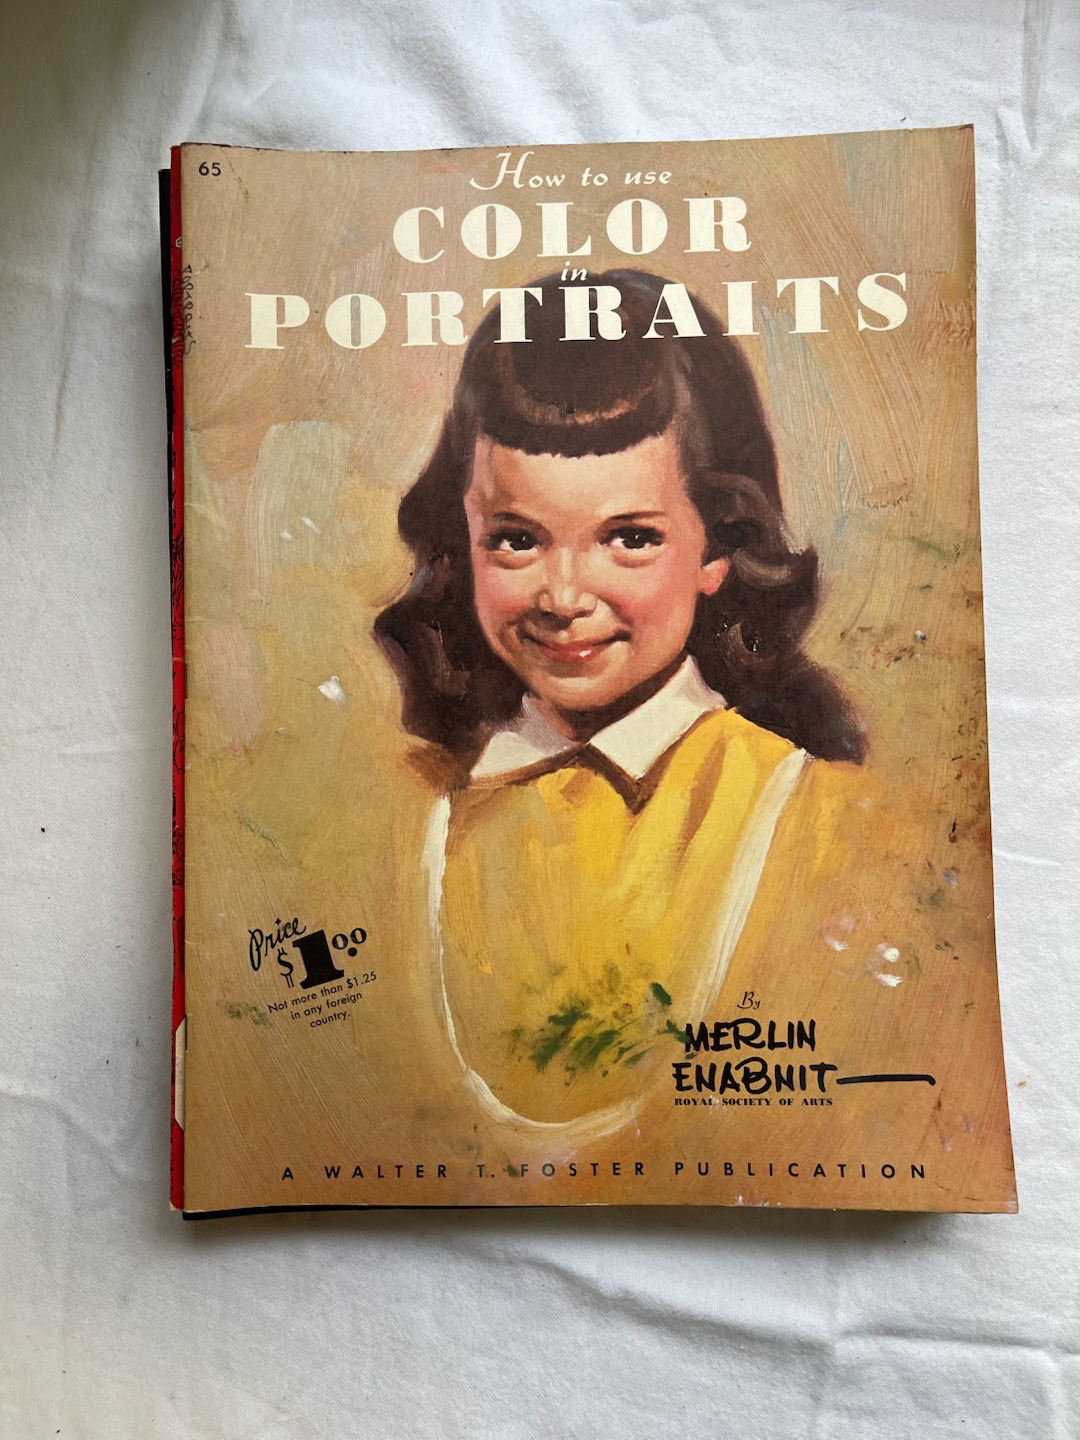 65
How to use
COLOR
in
PORTRAITS
Price
$1.00
Not more than $1.25
in any foreign
country.
By
MERLIN
ENABNIT
ROYAL SOCIETY OF ARTS
A WALTER T. FOSTER PUBLICATION